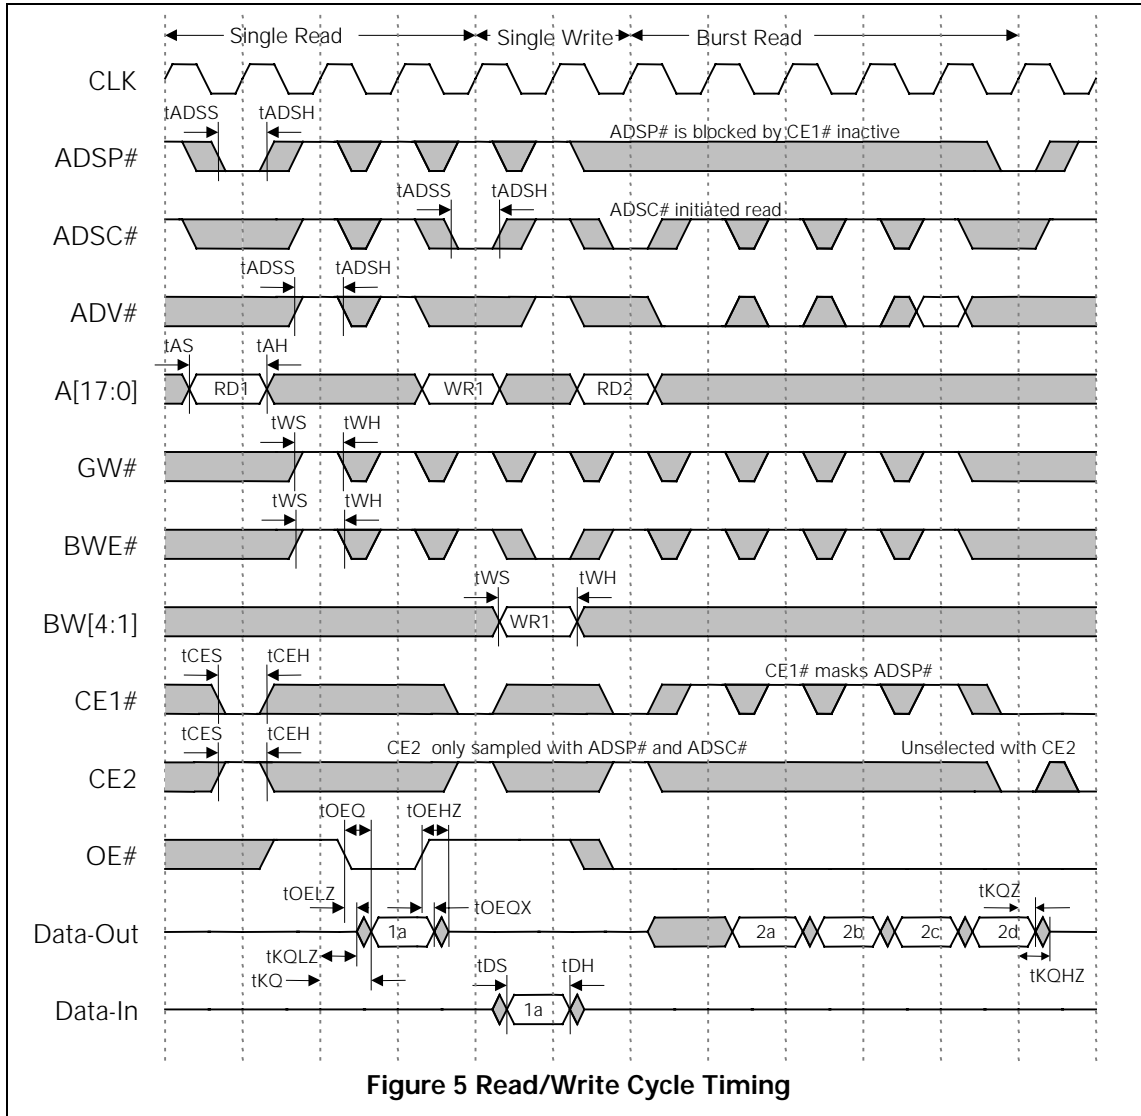 Single Read Single Write Burst Read
CLK
tADSS tADSH ADSP# is blocked by CE1# inactive
ADSP#
tADSS tADSH ADSC# initiated read
ADSC#
tADSS tADSH
ADV#
tAS tAH
A[17:0] RD1 WR1 RD2
tWS tWH
GW#
tWS tWH
BWE#
tWS tWH
BW[4:1] WR1
tCES tCEH CE1# masks ADSP#
CE1#
tCES tCEH CE2 only sampled with ADSP# and ADSC# Unselected with CE2
CE2
tOEQ tOEHZ
OE#
tOELZ tOEQX tKQZ
Data-Out 1a 2a 2b 2c 2d
tKQLZ
tKQ tDS tDH tKQHZ
Data-In 1a
Figure 5 Read/Write Cycle Timing